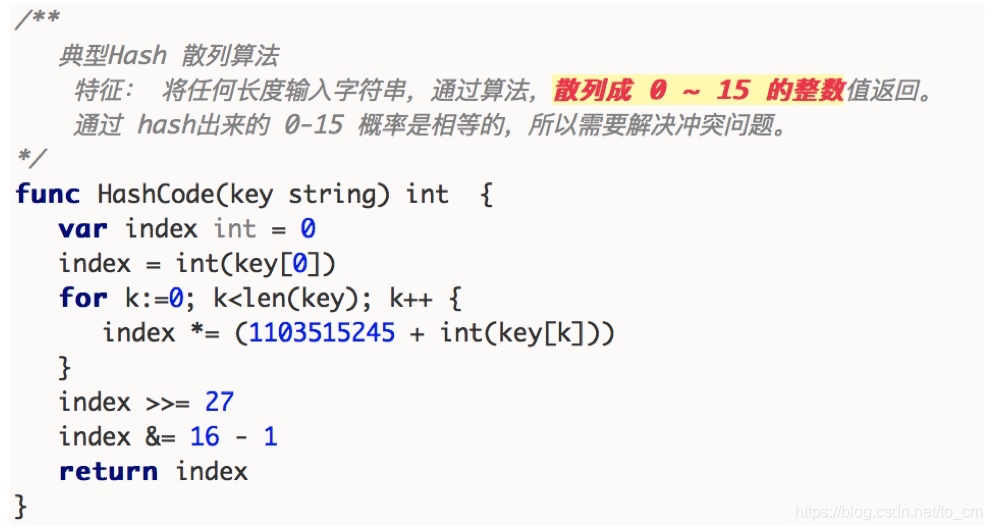 /**
典型Hash 散列算法
特征： 将任何长度输入字符串，通过算法，散列成 0 ~ 15 的整数值返回。
通过 hash出来的 0-15 概率是相等的，所以需要解决冲突问题。
*/
func HashCode(key string) int {
var index int = 0
index = int(key[0])
for k:=0; k<len(key); k++ {
index *= (1103515245 + int(key[k]))
}
index >>= 27
index &= 16 - 1
return index
}
https://blog.csdn.net/to_cm